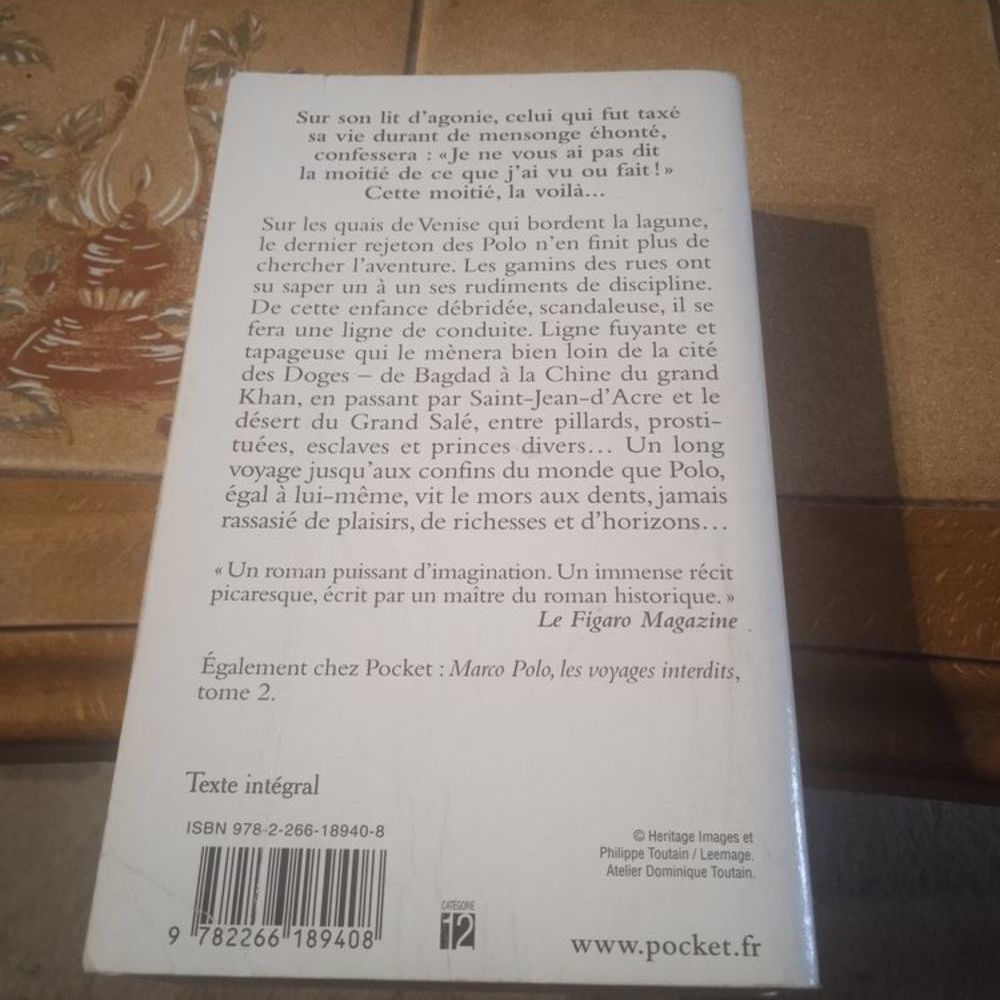 Sur son lit d'agonie, celui qui fut taxé
sa vie durant de mensonge éhonté,
confessera : «Je ne vous ai pas dit
la moitié de ce que j'ai vu ou fait!»
Cette moitié, la voilà...
Sur les quais de Venise qui bordent la lagune,
le dernier rejeton des Polo n'en finit plus de
chercher l'aventure. Les gamins des rues ont
su saper un à un ses rudiments de discipline.
De cette enfance débridée, scandaleuse, il se
fera une ligne de conduite. Ligne fuyante et
tapageuse qui le mènera bien loin de la cité
des Doges – de Bagdad à la Chine du grand
Khan, en passant par Saint-Jean-d'Acre et le
désert du Grand Salé, entre pillards, prosti-
tuées, esclaves et princes divers... Un long
voyage jusqu'aux confins du monde que Polo,
égal à lui-même, vit le mors aux dents, jamais
rassasié de plaisirs, de richesses et d'horizons...
« Un roman puissant d'imagination. Un immense récit
picaresque, écrit par un maître du roman historique. »
Le Figaro Magazine
Également chez Pocket : Marco Polo, les voyages interdits,
tome 2.
Texte intégral
ISBN 978-2-266-18940-8
9 782266 189408
CATÉGORIE
12
© Heritage Images et
Philippe Toutain / Leemage.
Atelier Dominique Toutain.
www.pocket.fr